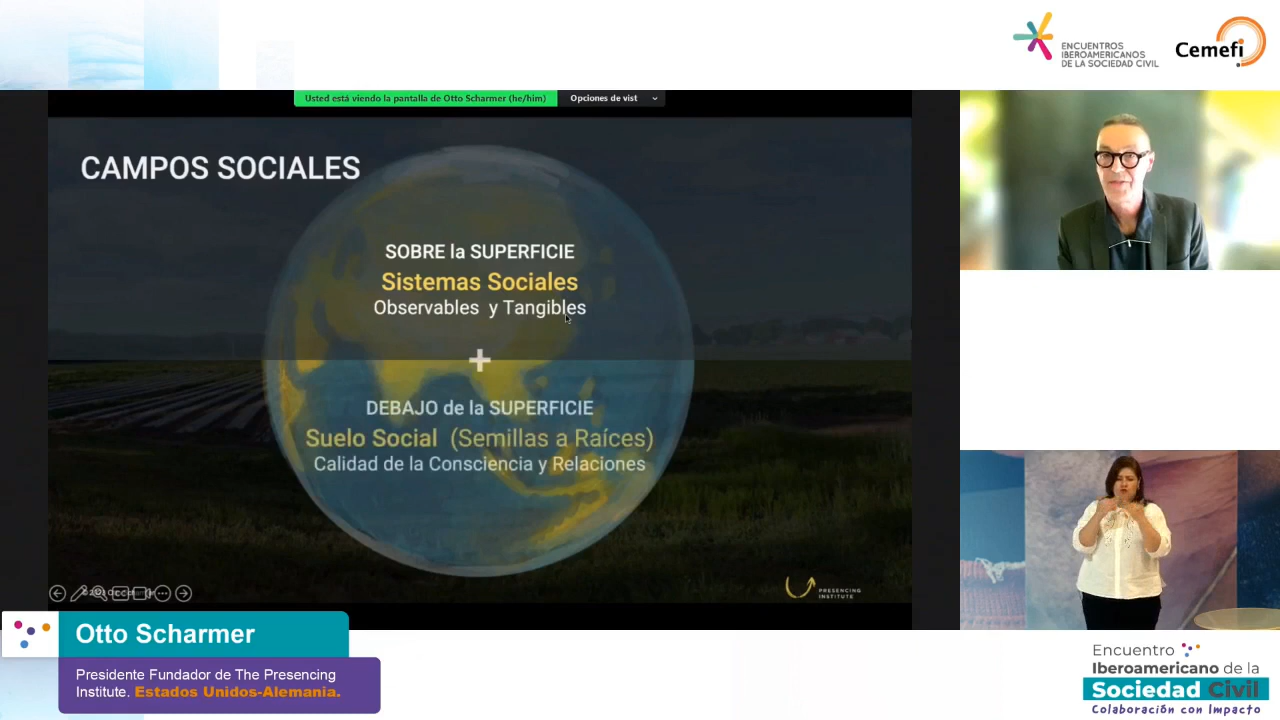 ENCUENTROS
IBEROAMERICANOS
DE LA SOCIEDAD CIVIL
Cemefi
Usted está viendo la pantalla de Otto Scharmer (he/him)
Opciones de vist
CAMPOS SOCIALES
SOBRE la SUPERFICIE
Sistemas Sociales
Observables y Tangibles
+
DEBAJO de la SUPERFICIE
Suelo Social (Semillas a Raíces)
Calidad de la Consciencia y Relaciones
PRESENCING
INSTITUTE
Otto Scharmer
Presidente Fundador de The Presencing
Institute. Estados Unidos-Alemania.
Encuentro
Iberoamericano de la
Sociedad Civil
Colaboración con Impacto